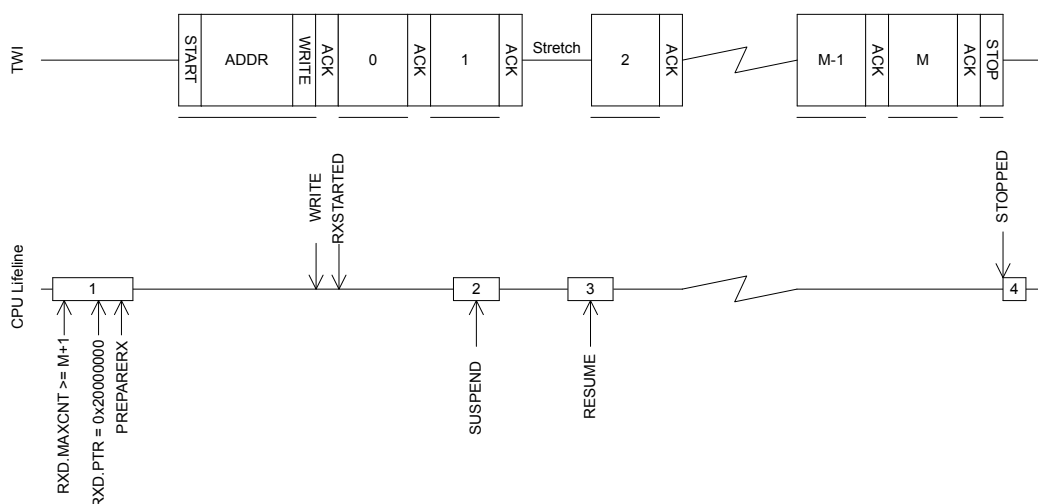 TWI
START
ADDR
WRITE
ACK
0
ACK
1
ACK
Stretch
2
ACK
M-1
ACK
M
ACK
STOP
WRITE
RXSTARTED
STOPPED
CPU Lifeline
1
2
3
4
RXD.MAXCNT >= M+1
RXD.PTR = 0x20000000
PREPARERX
SUSPEND
RESUME